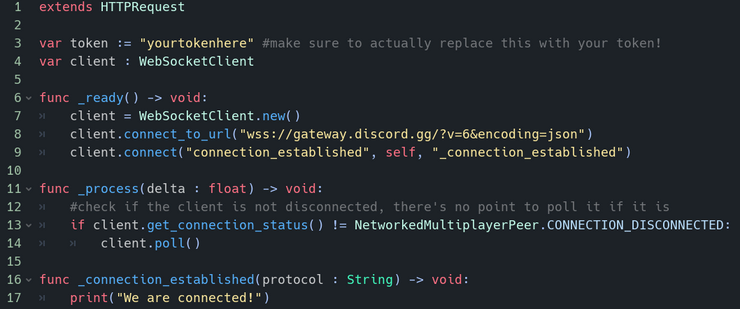 1 extends HTTPRequest
2
3 var token := "yourtokenhere" #make sure to actually replace this with your token!
4 var client : WebSocketClient
5
6 func _ready() -> void:
7 client = WebSocketClient.new()
8 client.connect_to_url("wss://gateway.discord.gg/?v=6&encoding=json")
9 client.connect("connection_established", self, "_connection_established")
10
11 func _process(delta : float) -> void:
12 #check if the client is not disconnected, there's no point to poll it if it is
13 if client.get_connection_status() != NetworkedMultiplayerPeer.CONNECTION_DISCONNECTED:
14 client.poll()
15
16 func _connection_established(protocol : String) -> void:
17 print("We are connected!")